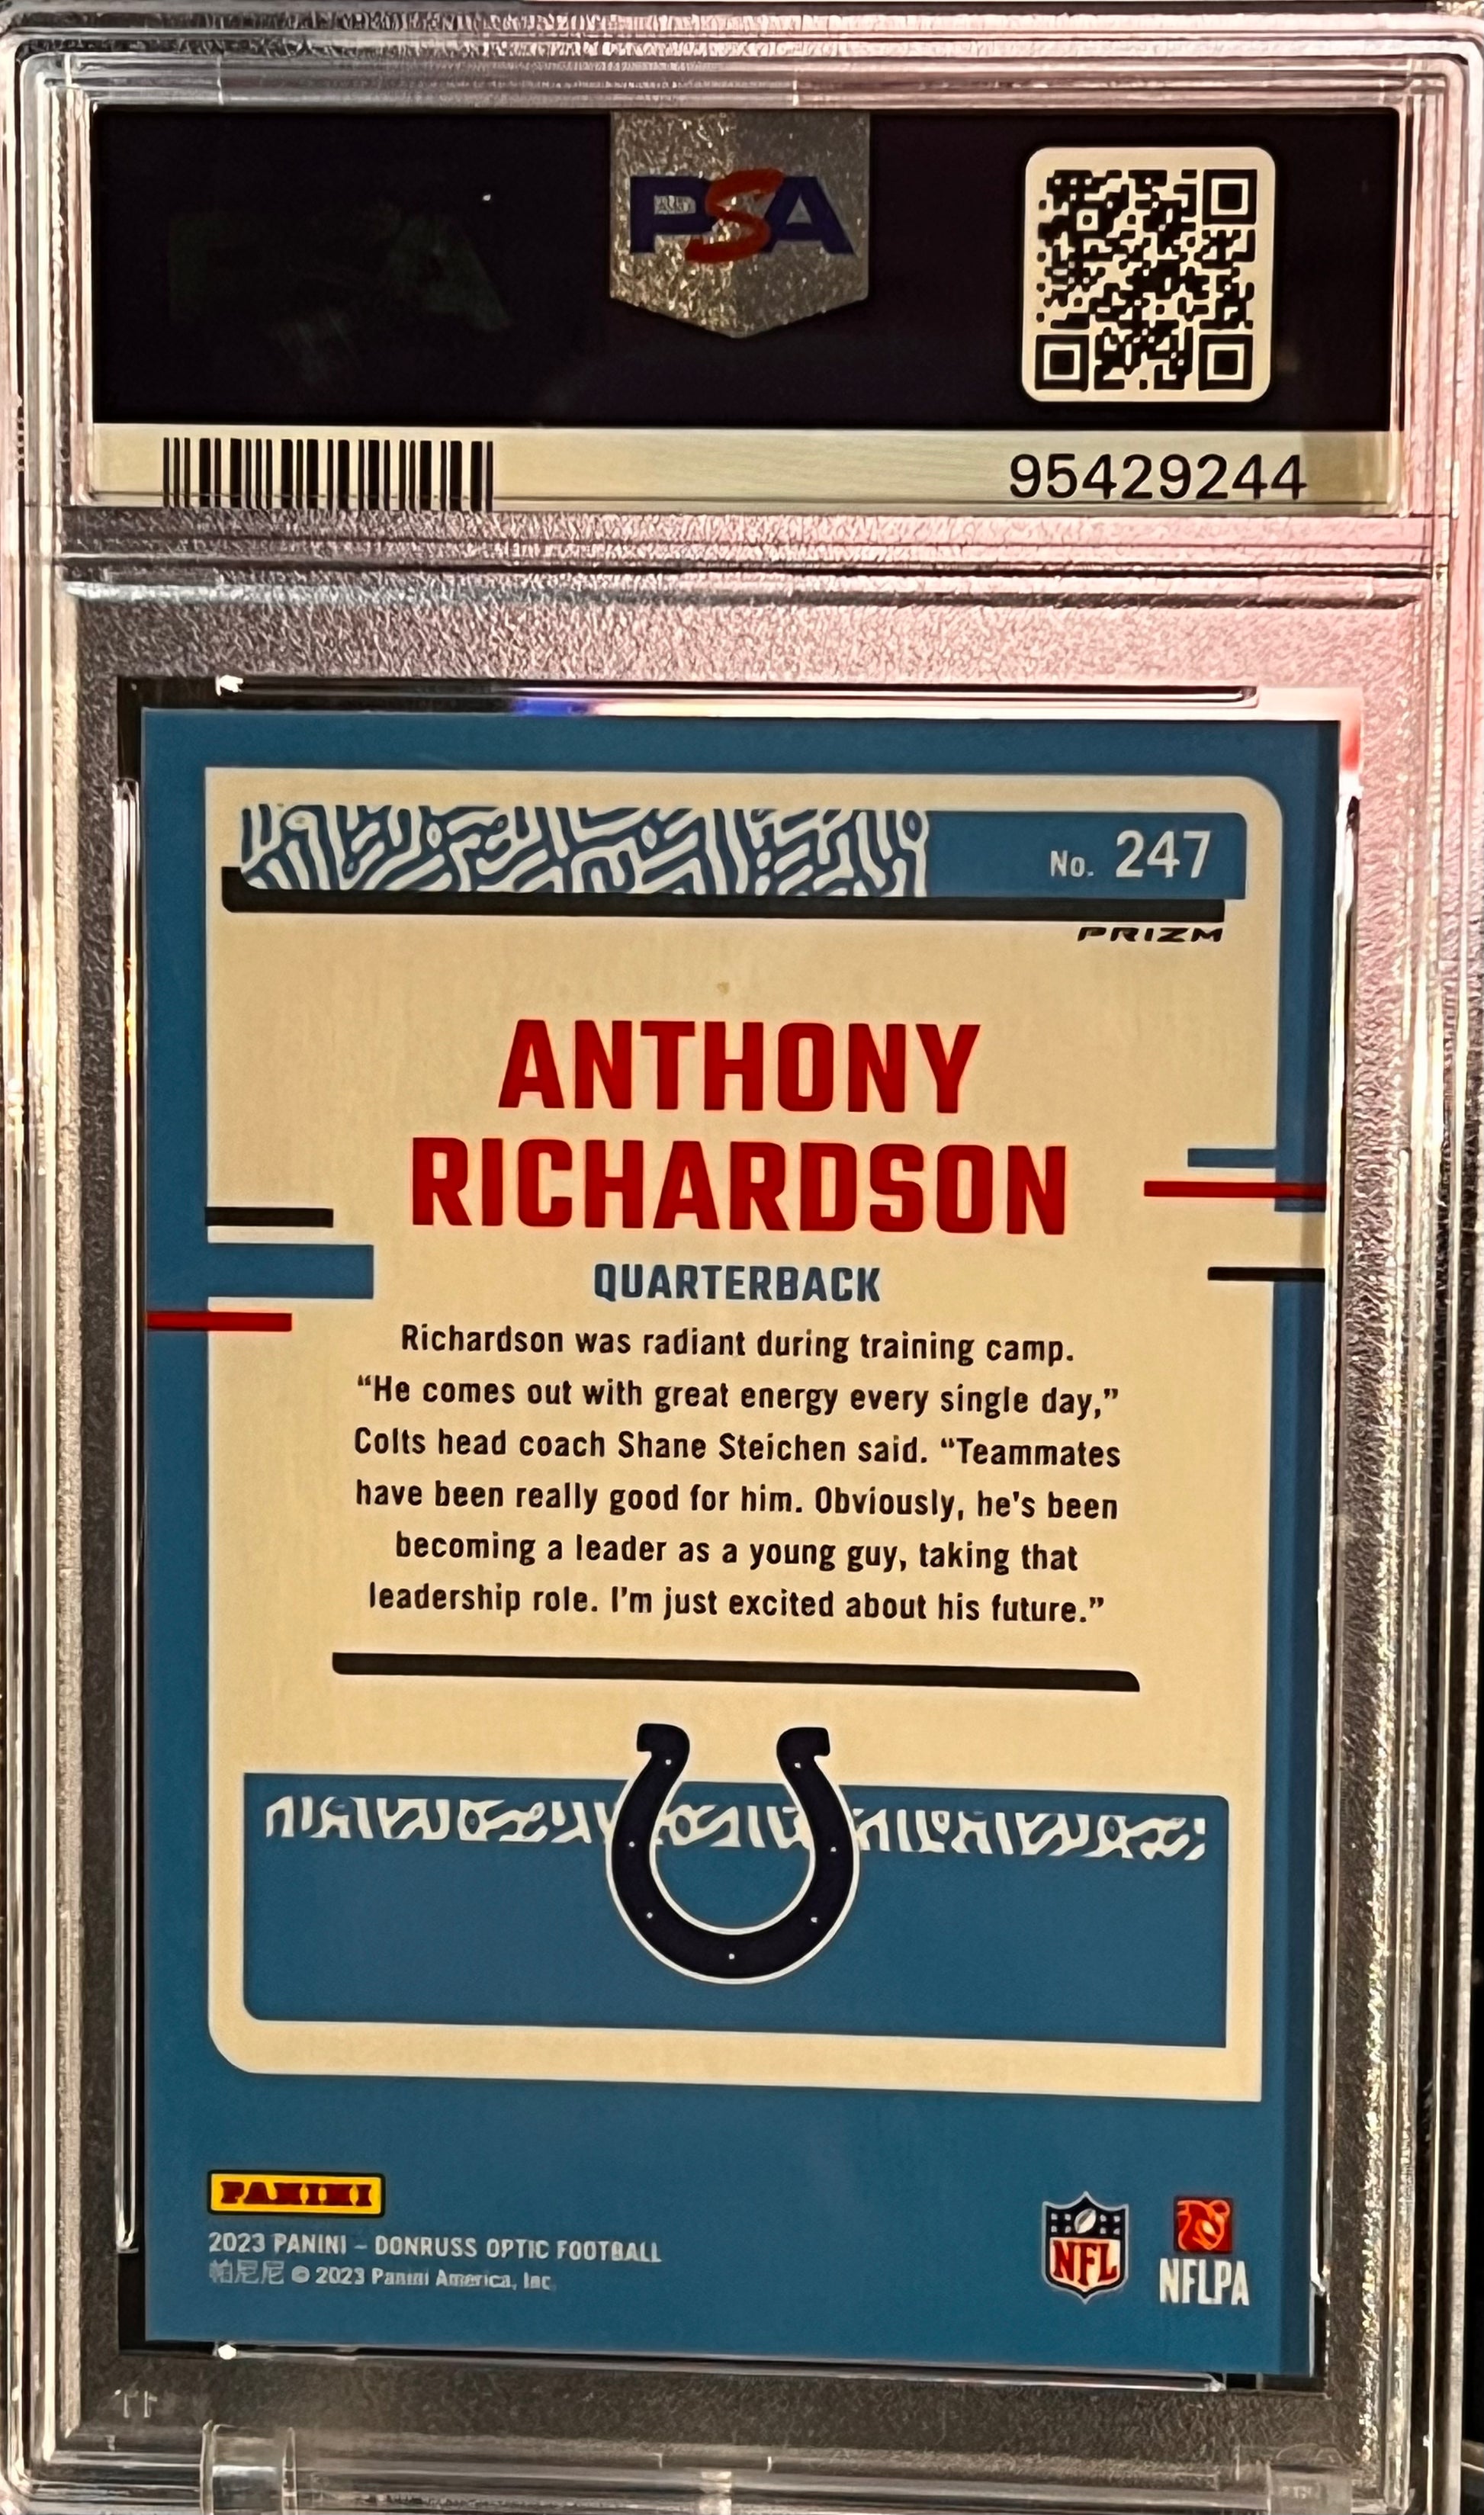 PSA
95429244
No. 247
PRIZM
ANTHONY
RICHARDSON
QUARTERBACK
Richardson was radiant during training camp.
“He comes out with great energy every single day,”
Colts head coach Shane Steichen said. “Teammates
have been really good for him. Obviously, he's been
becoming a leader as a young guy, taking that
leadership role. I'm just excited about his future.”
PANINI
2023 PANINI – DONRUSS OPTIC FOOTBALL
帕尼尼 © 2023 Panini America, Inc
NFL
NFLPA